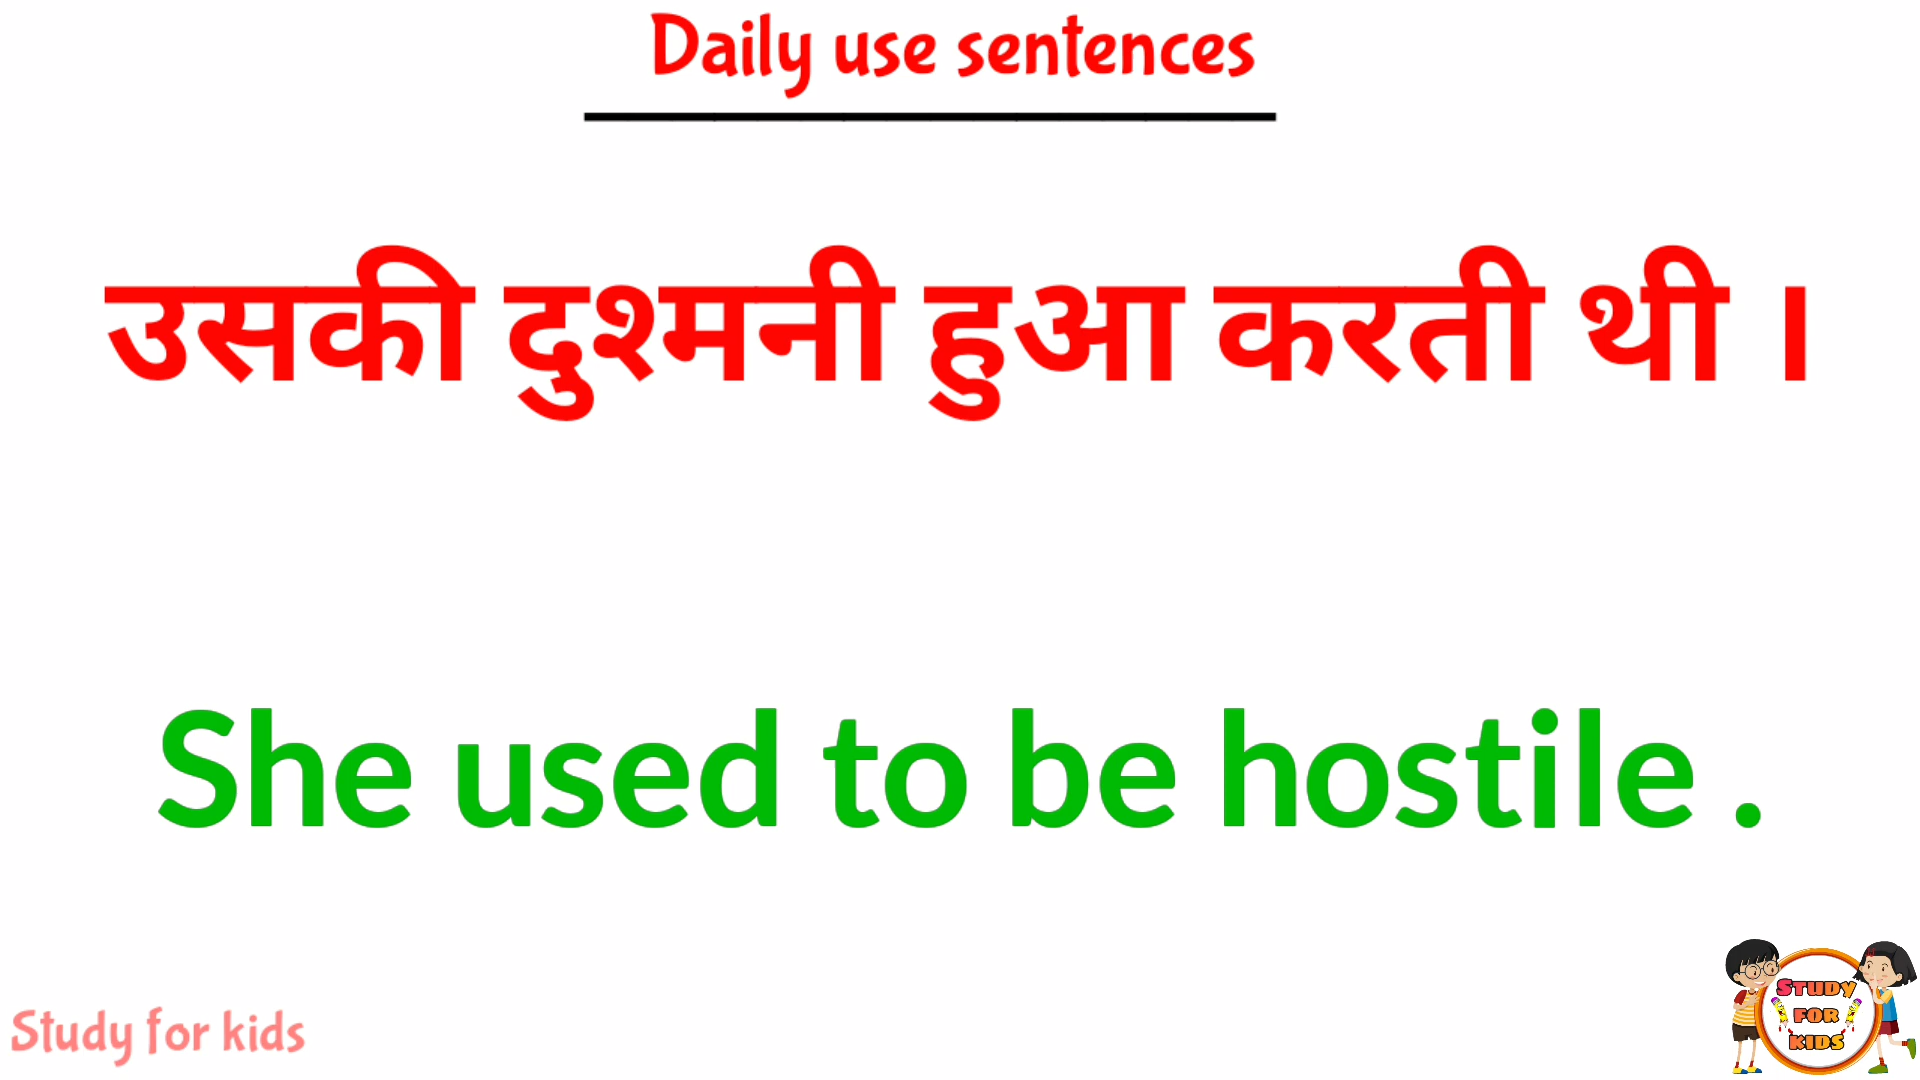 Daily use sentences
उसकी दुश्मनी हुआ करती थी ।
She used to be hostile .
Study for kids
STUDY
FOR
KIDS